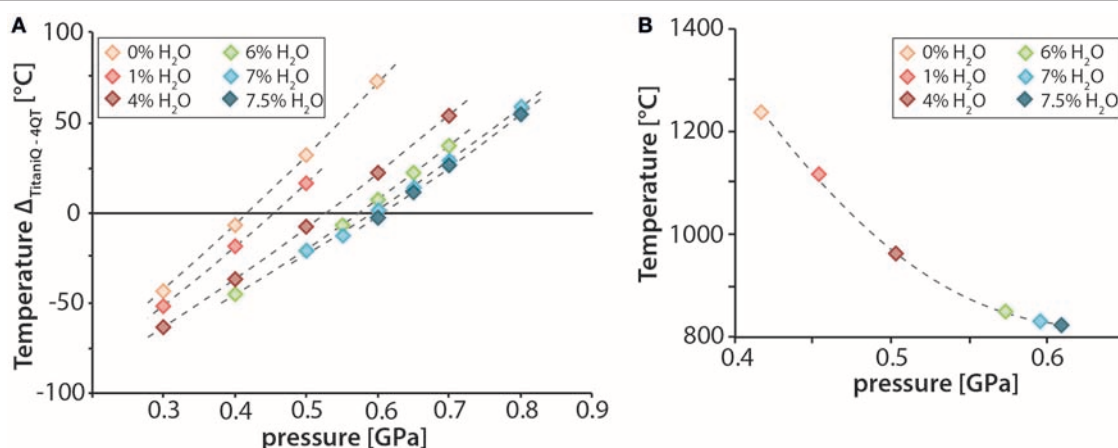 A
100
50
0
-50
-100
Temperature Δ TitaniQ - 4QT [°C]
0% H2O 6% H2O
1% H2O 7% H2O
4% H2O 7.5% H2O
0.3 0.4 0.5 0.6 0.7 0.8 0.9
pressure [GPa]
B
1400
1200
1000
800
Temperature [°C]
0% H2O 6% H2O
1% H2O 7% H2O
4% H2O 7.5% H2O
0.4 0.5 0.6
pressure [GPa]